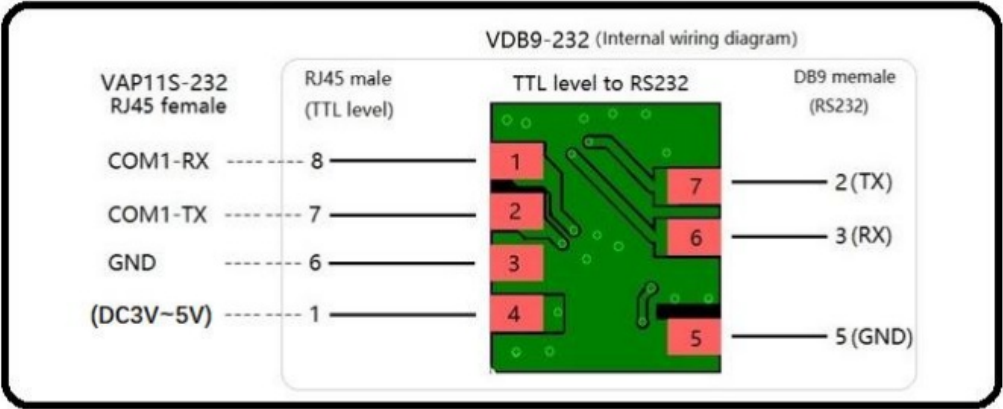 VDB9-232 (Internal wiring diagram)
VAP11S-232
RJ45 female
RJ45 male
(TTL level)
TTL level to RS232
DB9 memale
(RS232)
COM1-RX ------- 8
1
7
2(TX)
COM1-TX ------- 7
2
6
3(RX)
GND ------- 6
3
(DC3V~5V) ------- 1
4
5
5(GND)